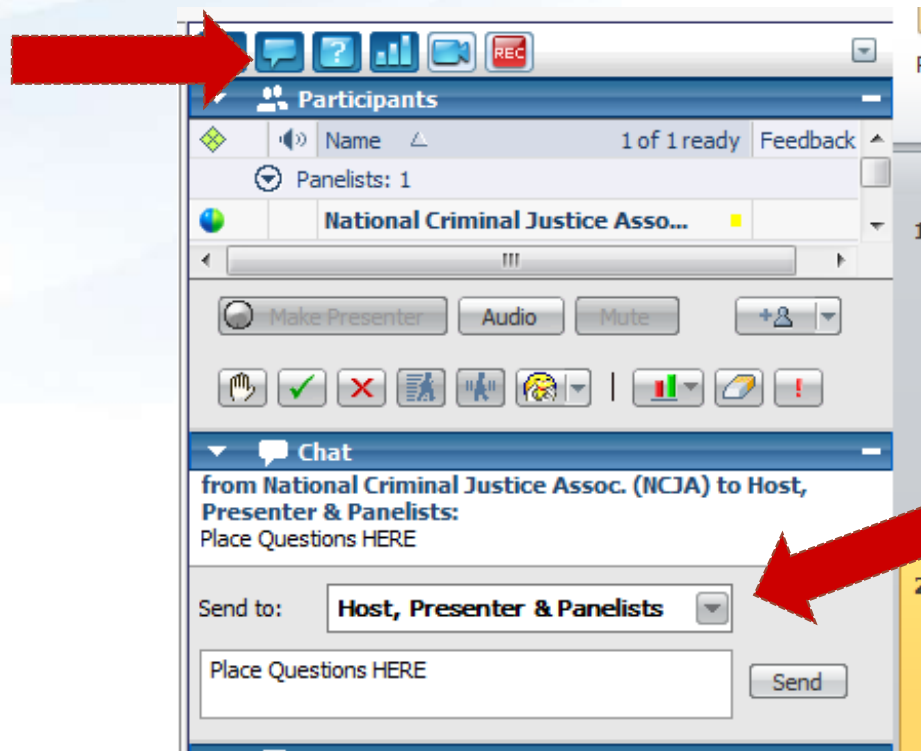 ?
REC
Participants
Name 1 of 1 ready Feedback
Panelists: 1
National Criminal Justice Asso...
Make Presenter Audio Mute
Chat
from National Criminal Justice Assoc. (NCJA) to Host,
Presenter & Panelists:
Place Questions HERE
Send to: Host, Presenter & Panelists
Place Questions HERE
Send